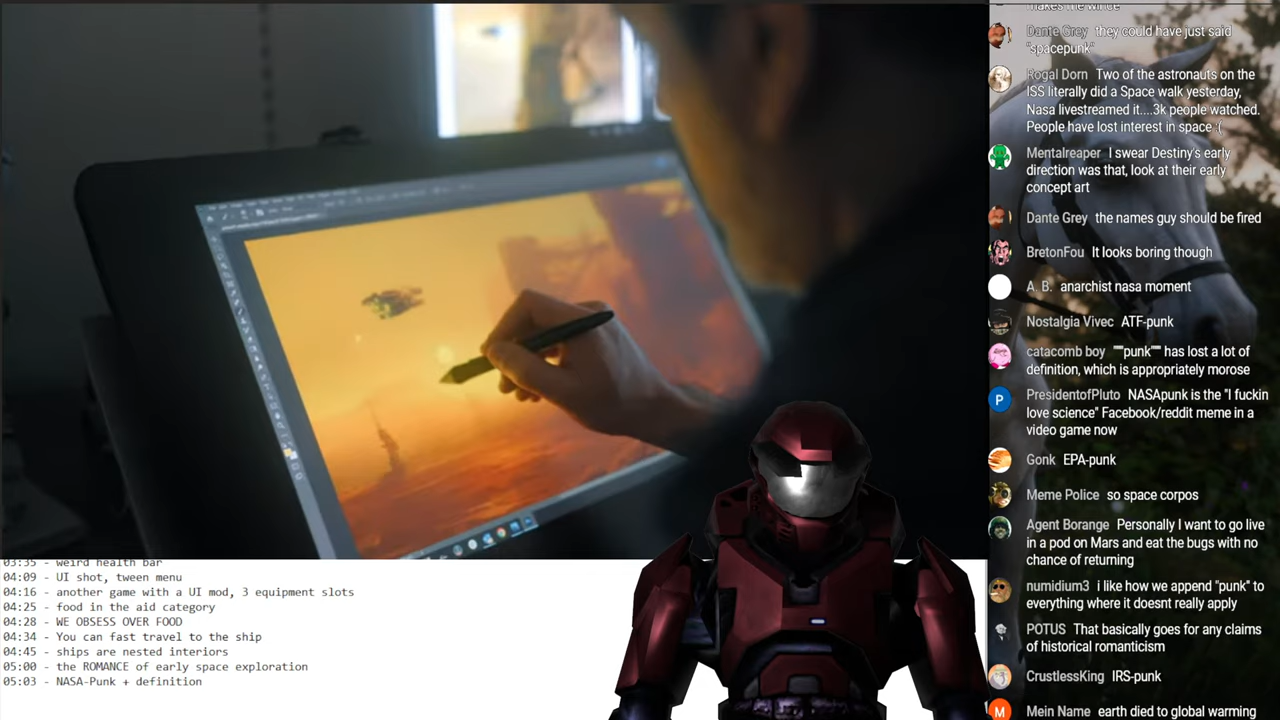 makes me wince
Dante Grey they could have just said
"spacepunk"
Rogal Dorn Two of the astronauts on the
ISS literally did a Space walk yesterday,
Nasa livestreamed it....3k people watched.
People have lost interest in space :(
Mentalreaper I swear Destiny's early
direction was that, look at their early
concept art
Dante Grey the names guy should be fired
BretonFou It looks boring though
A. B. anarchist nasa moment
Nostalgia Vivec ATF-punk
catacomb boy """punk""" has lost a lot of
definition, which is appropriately morose
P
PresidentofPluto NASApunk is the "I fuckin
love science" Facebook/reddit meme in a
video game now
Gonk EPA-punk
Meme Police so space corpos
Agent Borange Personally I want to go live
in a pod on Mars and eat the bugs with no
chance of returning
numidium3 i like how we append "punk" to
everything where it doesnt really apply
POTUS That basically goes for any claims
of historical romanticism
CrustlessKing IRS-punk
M
Mein Name earth died to global warming
03:35 - weird health bar
04:09 - UI shot, tween menu
04:16 - another game with a UI mod, 3 equipment slots
04:25 - food in the aid category
04:28 - WE OBSESS OVER FOOD
04:34 - You can fast travel to the ship
04:45 - ships are nested interiors
05:00 - the ROMANCE of early space exploration
05:03 - NASA-Punk + definition